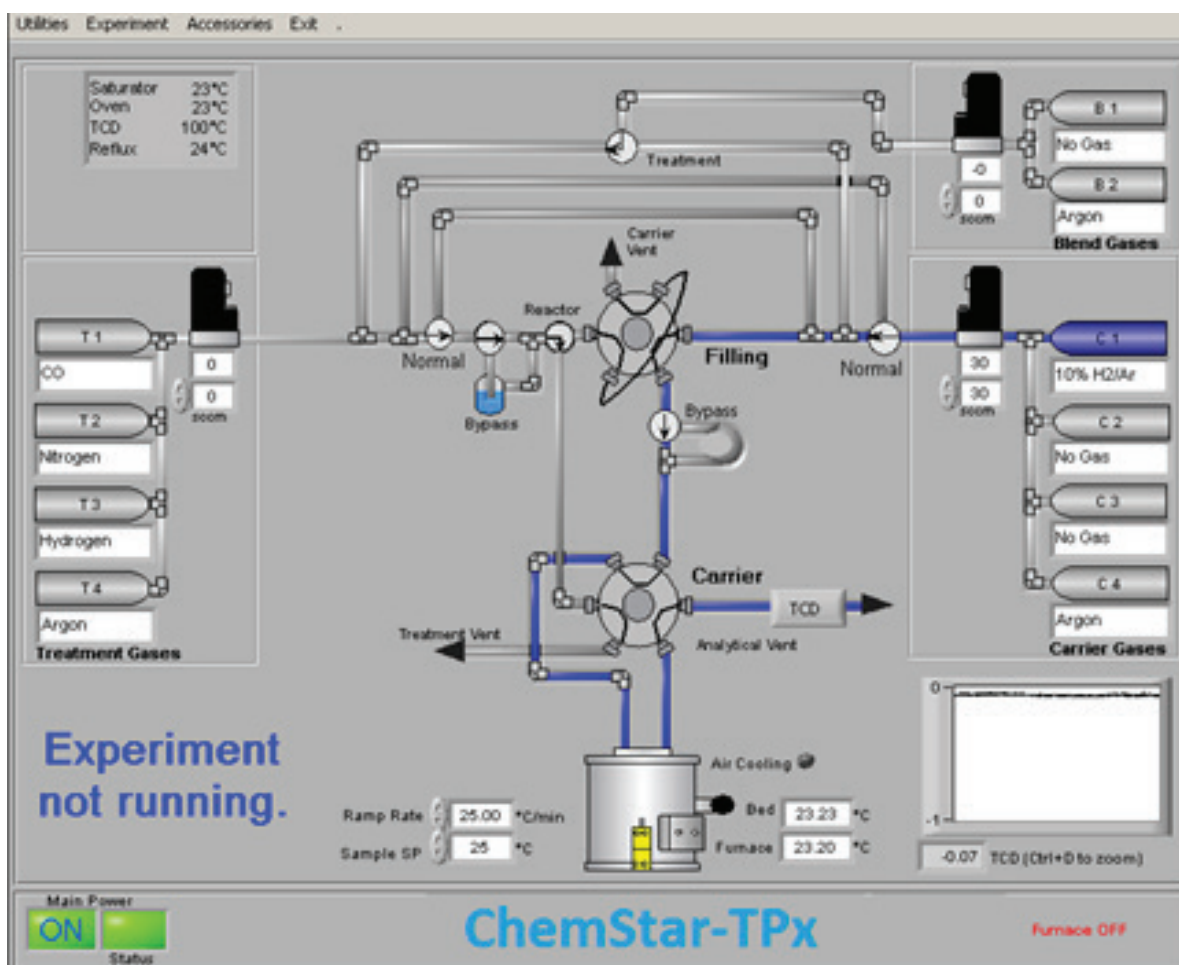 Utilities Experiment Accessories Exit .
Saturator 23°C
Oven 23°C
TCD 100°C
Reflux 24°C
T 1
CO
T 2
Nitrogen
T 3
Hydrogen
T 4
Argon
Treatment Gases
0
0
sccm
Treatment
Carrier
Vent
Reactor
Normal
Bypass
Filling
Normal
Bypass
Carrier
TCD
Treatment Vent
Analytical Vent
B 1
No Gas
B 2
Argon
Blend Gases
-0
0
sccm
C 1
10% H2/Ar
C 2
No Gas
C 3
No Gas
C 4
Argon
Carrier Gases
30
30
sccm
Experiment
not running.
Air Cooling
Ramp Rate 25.00 °C/min
Sample SP 25 °C
Bed 23.23 °C
Furnace 23.20 °C
0
-1
-0.07 TCD (Ctrl+D to zoom)
Main Power
ON
Status
ChemStar-TPx
Furnace OFF